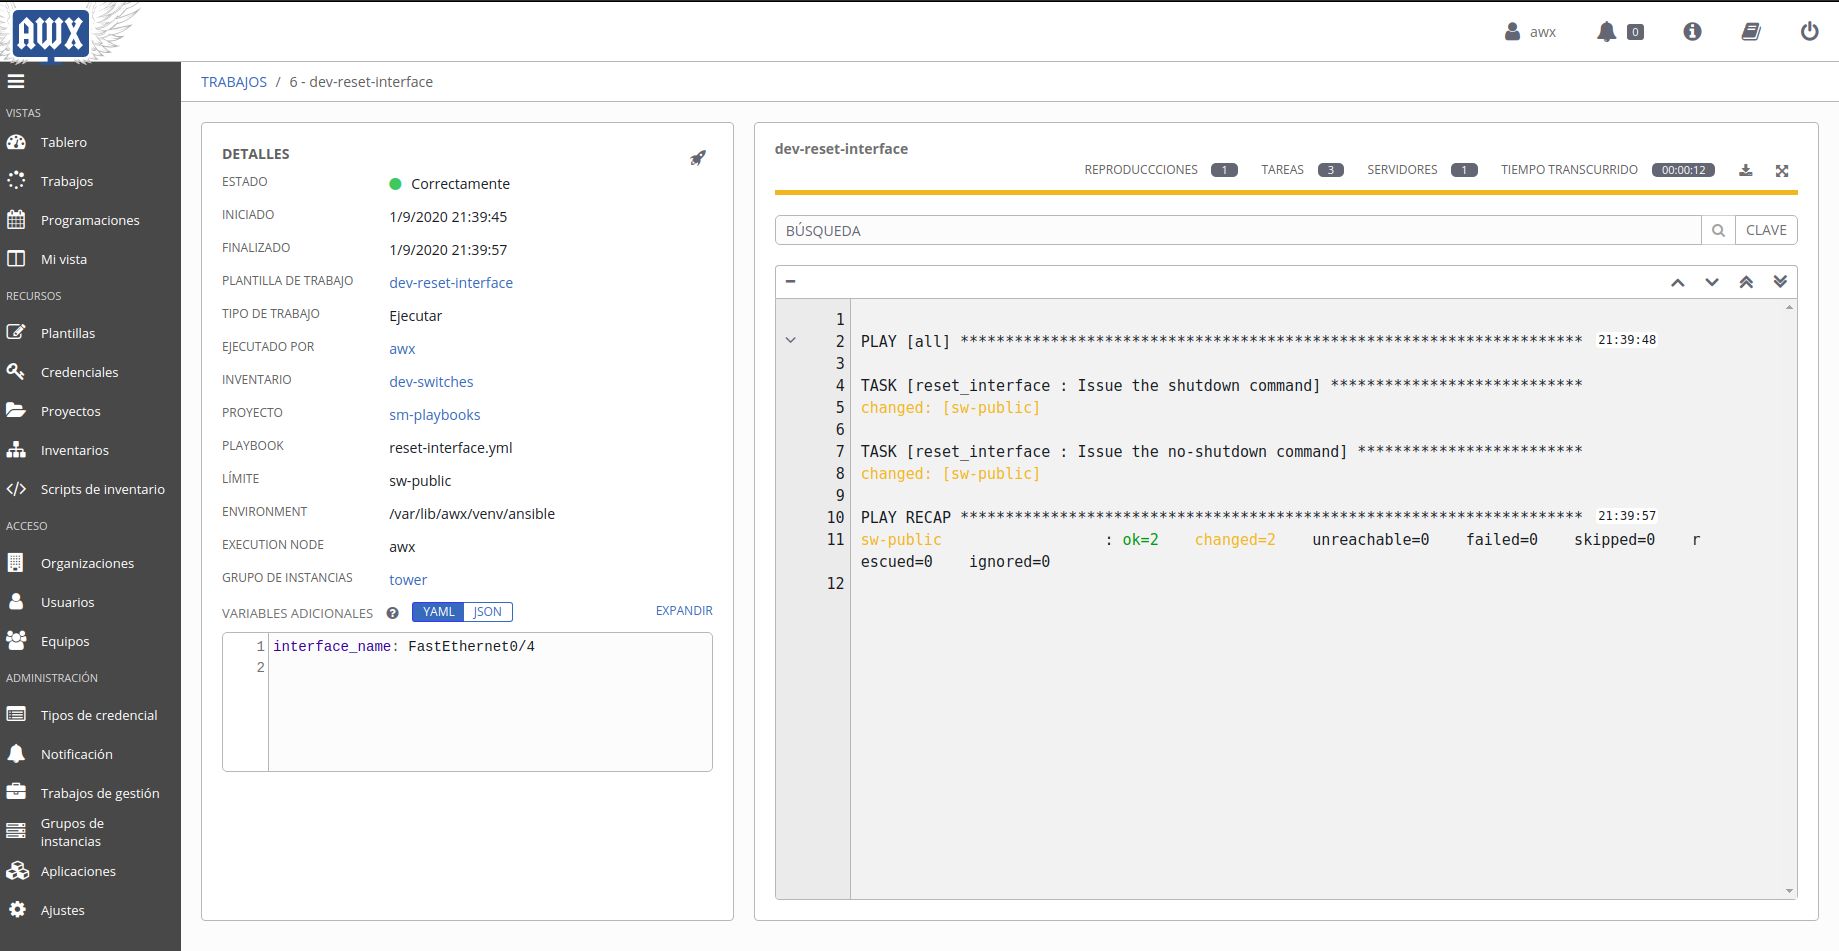 AWX
awx
0
TRABAJOS / 6 - dev-reset-interface
VISTAS
Tablero
Trabajos
Programaciones
Mi vista
RECURSOS
Plantillas
Credenciales
Proyectos
Inventarios
Scripts de inventario
ACCESO
Organizaciones
Usuarios
Equipos
ADMINISTRACIÓN
Tipos de credencial
Notificación
Trabajos de gestión
Grupos de
instancias
Aplicaciones
Ajustes
DETALLES
ESTADO Correctamente
INICIADO 1/9/2020 21:39:45
FINALIZADO 1/9/2020 21:39:57
PLANTILLA DE TRABAJO dev-reset-interface
TIPO DE TRABAJO Ejecutar
EJECUTADO POR awx
INVENTARIO dev-switches
PROYECTO sm-playbooks
PLAYBOOK reset-interface.yml
LÍMITE sw-public
ENVIRONMENT /var/lib/awx/venv/ansible
EXECUTION NODE awx
GRUPO DE INSTANCIAS tower
VARIABLES ADICIONALES ? YAML JSON EXPANDIR
1 interface_name: FastEthernet0/4
2
dev-reset-interface
REPRODUCCCIONES 1 TAREAS 3 SERVIDORES 1 TIEMPO TRANSCURRIDO 00:00:12
BÚSQUEDA CLAVE
1
2 PLAY [all] ********************************************************************* 21:39:48
3
4 TASK [reset_interface : Issue the shutdown command] ****************************
5 changed: [sw-public]
6
7 TASK [reset_interface : Issue the no-shutdown command] *************************
8 changed: [sw-public]
9
10 PLAY RECAP ********************************************************************* 21:39:57
11 sw-public : ok=2 changed=2 unreachable=0 failed=0 skipped=0 r
escued=0 ignored=0
12